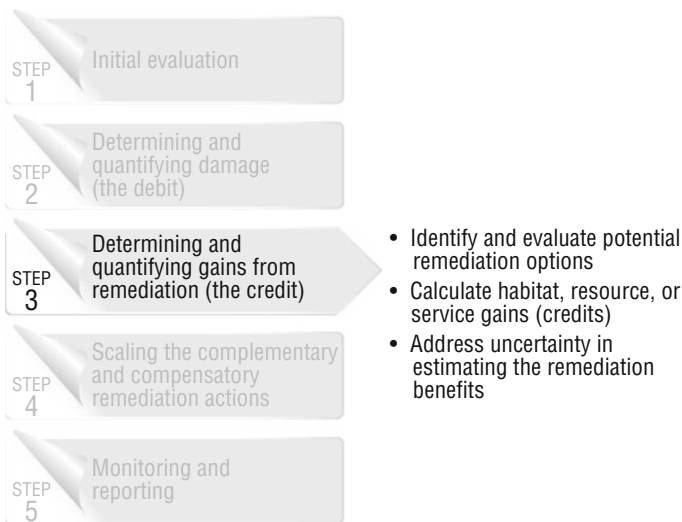 STEP
1
Initial evaluation
STEP
2
Determining and
quantifying damage
(the debit)
STEP
3
Determining and
quantifying gains from
remediation (the credit)
• Identify and evaluate potential
remediation options
• Calculate habitat, resource, or
service gains (credits)
• Address uncertainty in
estimating the remediation
benefits
STEP
4
Scaling the complementary
and compensatory
remediation actions
STEP
5
Monitoring and
reporting